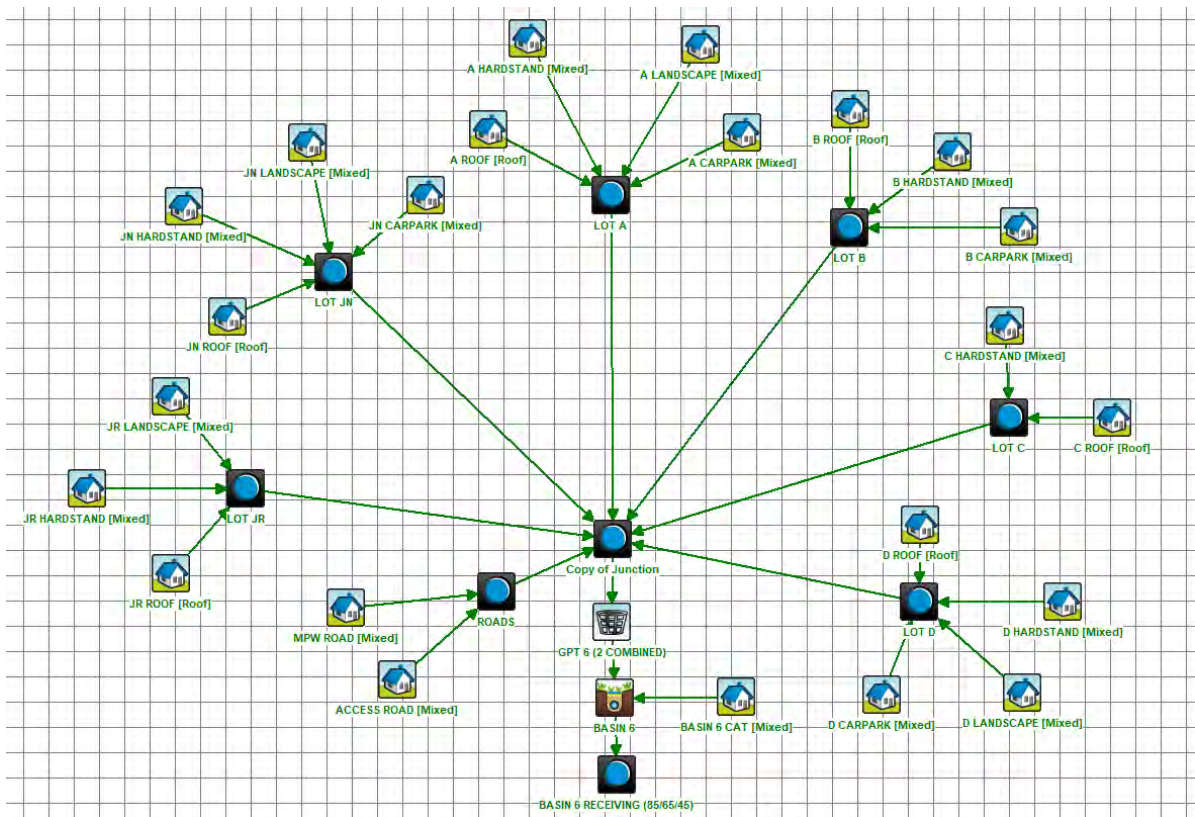 A HARDSTAND [Mixed]
A LANDSCAPE [Mixed]
B ROOF [Roof]
A ROOF [Roof]
A CARPARK [Mixed]
JN LANDSCAPE [Mixed]
B HARDSTAND [Mixed]
JN HARDSTAND [Mixed]
JN CARPARK [Mixed]
LOT A
LOT B
B CARPARK [Mixed]
LOT JN
JN ROOF [Roof]
C HARDSTAND [Mixed]
JR LANDSCAPE [Mixed]
LOT C
C ROOF [Roof]
JR HARDSTAND [Mixed]
LOT JR
D ROOF [Roof]
Copy of Junction
JR ROOF [Roof]
ROADS
MPW ROAD [Mixed]
LOT D
D HARDSTAND [Mixed]
GPT 6 (2 COMBINED)
ACCESS ROAD [Mixed]
BASIN 6
BASIN 6 CAT [Mixed]
D CARPARK [Mixed]
D LANDSCAPE [Mixed]
BASIN 6 RECEIVING (85/65/45)